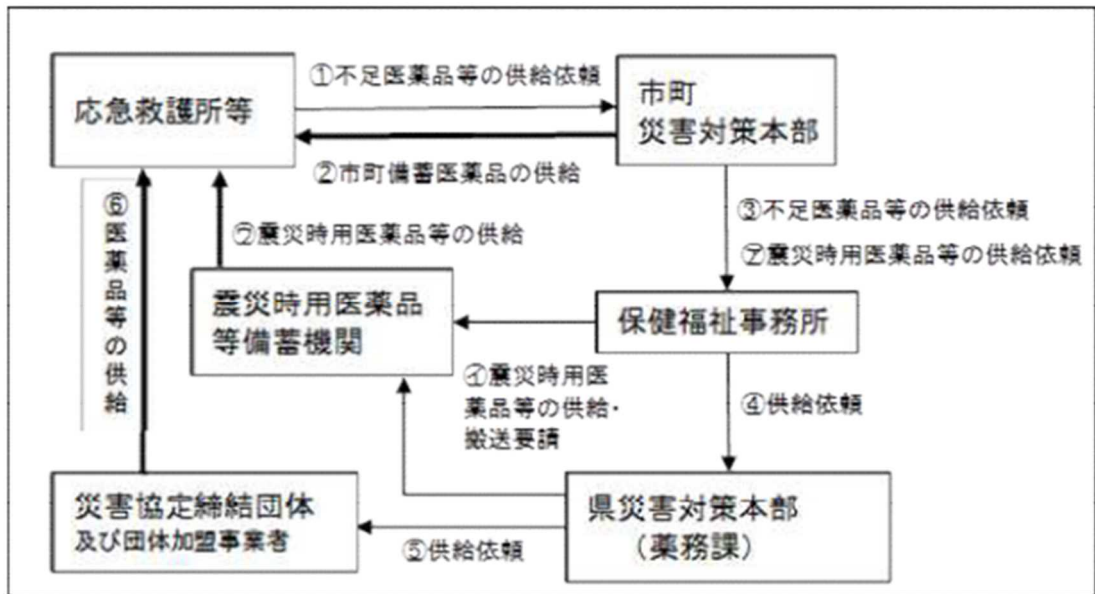 応急救護所等
①不足医薬品等の供給依頼
市町
災害対策本部
②市町備蓄医薬品の供給
③不足医薬品等の供給依頼
㋐震災時用医薬品等の供給依頼
⑥医薬品等の供給
㋒震災時用医薬品等の供給
震災時用医薬品
等備蓄機関
保健福祉事務所
㋑震災時用医
薬品等の供給・
搬送要請
④供給依頼
災害協定締結団体
及び団体加盟事業者
⑤供給依頼
県災害対策本部
（薬務課）